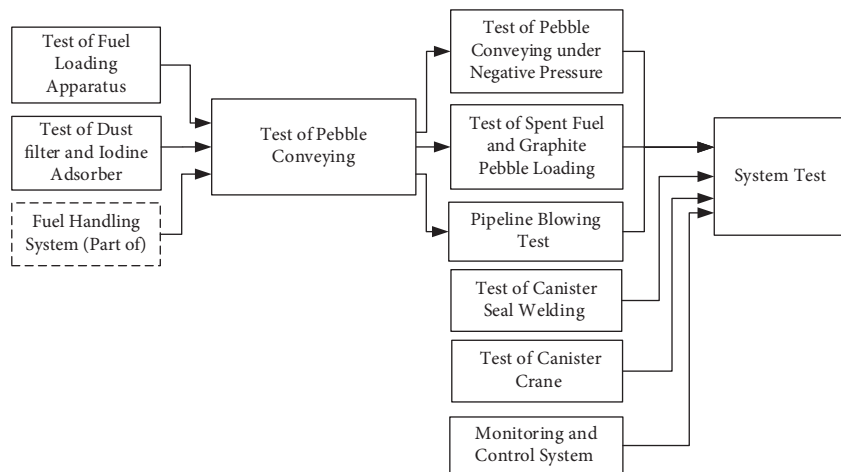 Test of Fuel
Loading
Apparatus
Test of Dust
filter and Iodine
Adsorber
Fuel Handling
System (Part of)
Test of Pebble
Conveying
Test of Pebble
Conveying under
Negative Pressure
Test of Spent Fuel
and Graphite
Pebble Loading
Pipeline Blowing
Test
Test of Canister
Seal Welding
Test of Canister
Crane
Monitoring and
Control System
System Test